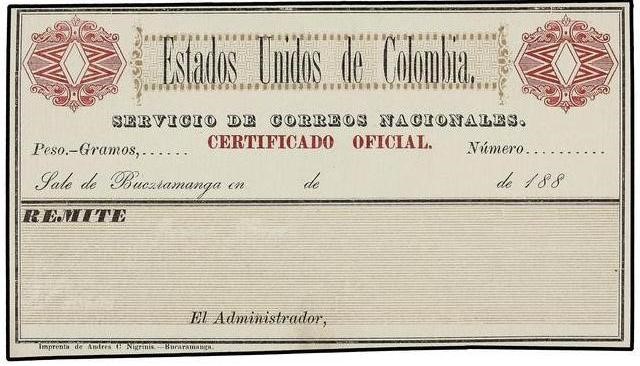 Estados Unidos de Colombia.
SERVICIO DE CORREOS NACIONALES.
CERTIFICADO OFICIAL.
Peso.-Gramos,...... Número..........
Sale de Bucaramanga en de de 188
REMITE
El Administrador,
Imprenta de Andres C Nigrinis.—Bucaramanga.